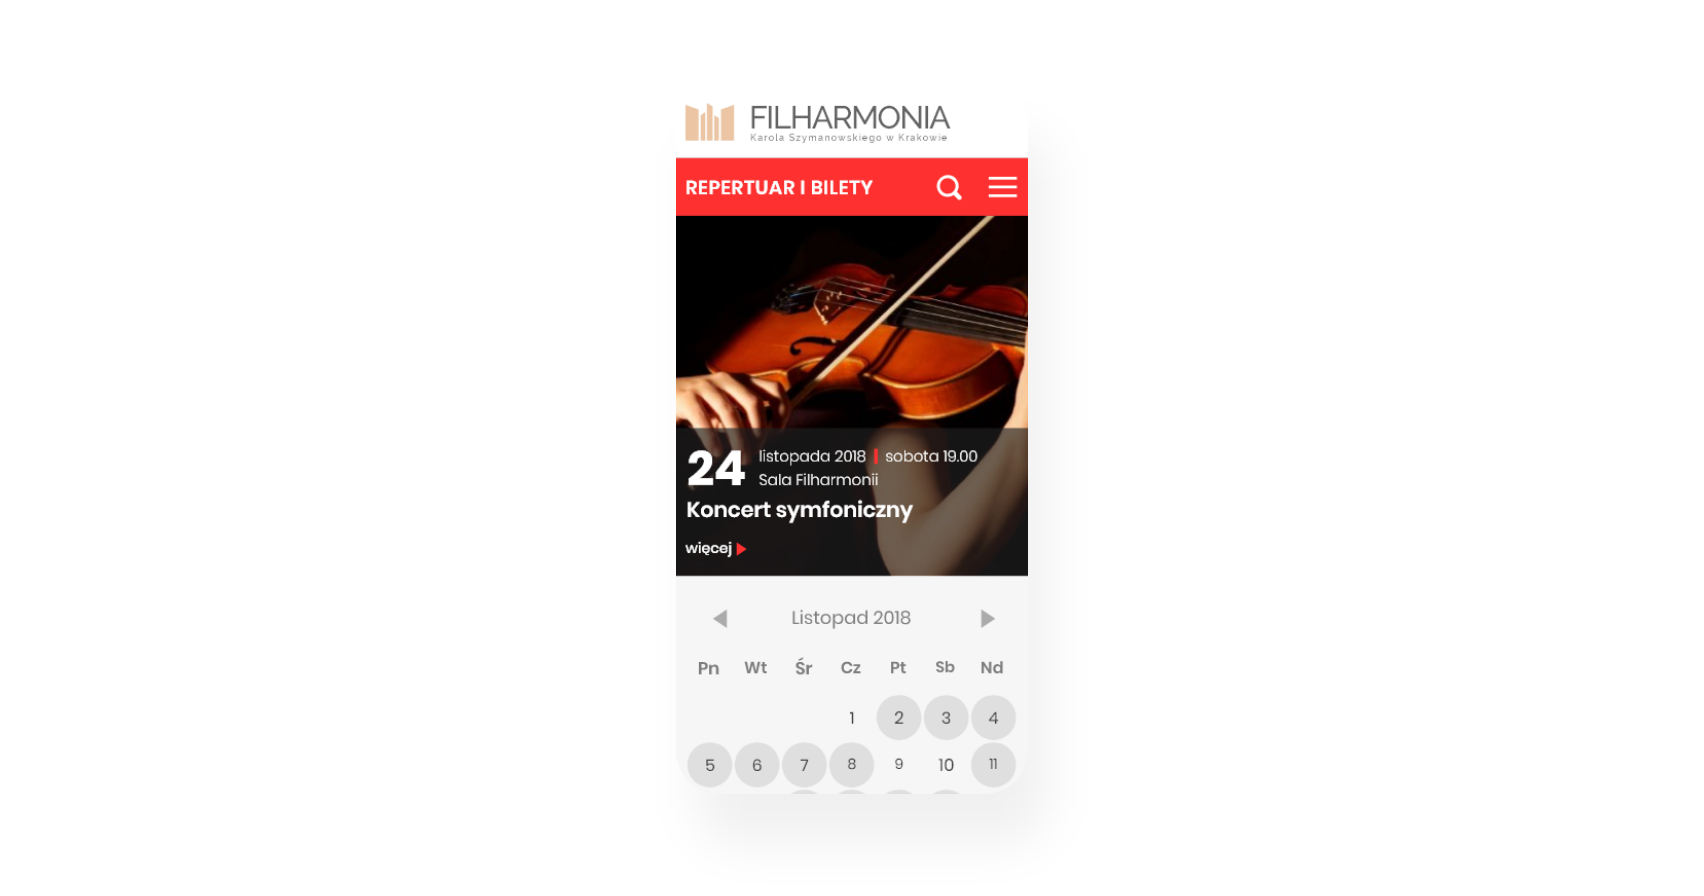 FILHARMONIA
Karola Szymanowskiego w Krakowie
REPERTUAR I BILETY
24 listopada 2018 | sobota 19.00
Sala Filharmonii
Koncert symfoniczny
więcej
Listopad 2018
Pn Wt Śr Cz Pt Sb Nd
1 2 3 4
5 6 7 8 9 10 11